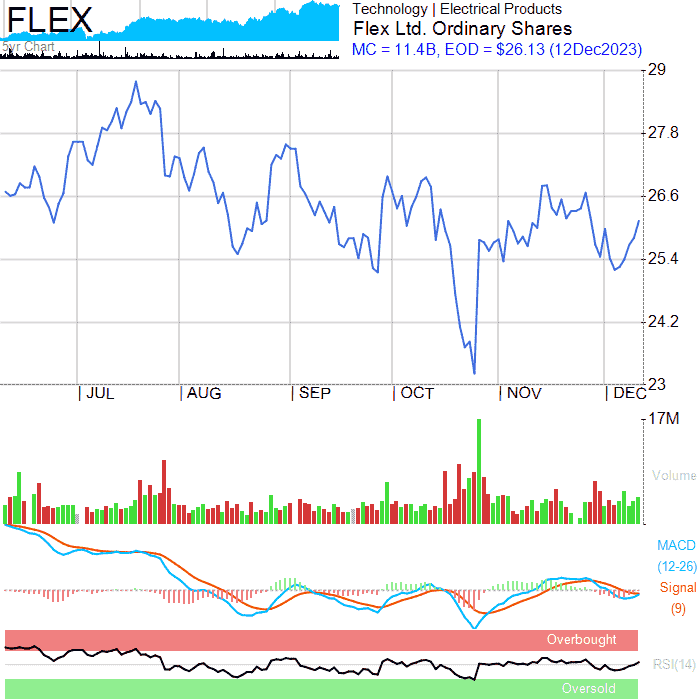 FLEX
5yr Chart
Technology | Electrical Products
Flex Ltd. Ordinary Shares
MC = 11.4B, EOD = $26.13 (12Dec2023)
29
27.8
26.6
25.4
24.2
23
JUL
AUG
SEP
OCT
NOV
DEC
17M
Volume
MACD
(12-26)
Signal
(9)
Overbought
RSI(14)
Oversold